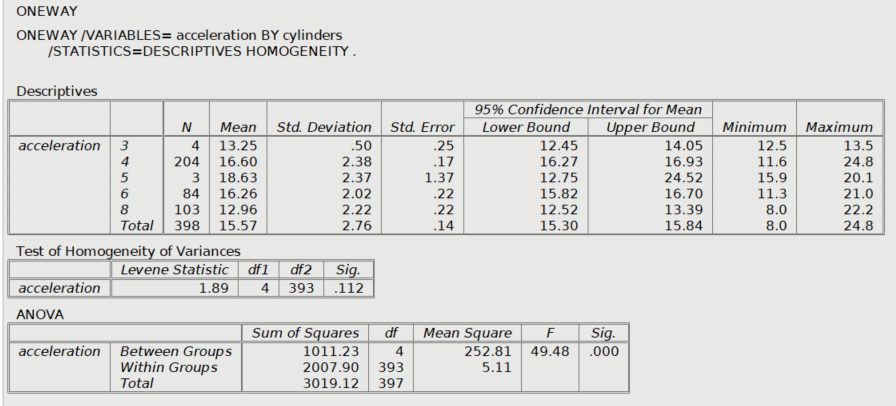 ONEWAY
ONEWAY /VARIABLES= acceleration BY cylinders
/STATISTICS=DESCRIPTIVES HOMOGENEITY .
Descriptives
95% Confidence Interval for Mean
N Mean Std. Deviation Std. Error Lower Bound Upper Bound Minimum Maximum
acceleration 3 4 13.25 .50 .25 12.45 14.05 12.5 13.5
4 204 16.60 2.38 .17 16.27 16.93 11.6 24.8
5 3 18.63 2.37 1.37 12.75 24.52 15.9 20.1
6 84 16.26 2.02 .22 15.82 16.70 11.3 21.0
8 103 12.96 2.22 .22 12.52 13.39 8.0 22.2
Total 398 15.57 2.76 .14 15.30 15.84 8.0 24.8
Test of Homogeneity of Variances
Levene Statistic df1 df2 Sig.
acceleration 1.89 4 393 .112
ANOVA
Sum of Squares df Mean Square F Sig.
acceleration Between Groups 1011.23 4 252.81 49.48 .000
Within Groups 2007.90 393 5.11
Total 3019.12 397